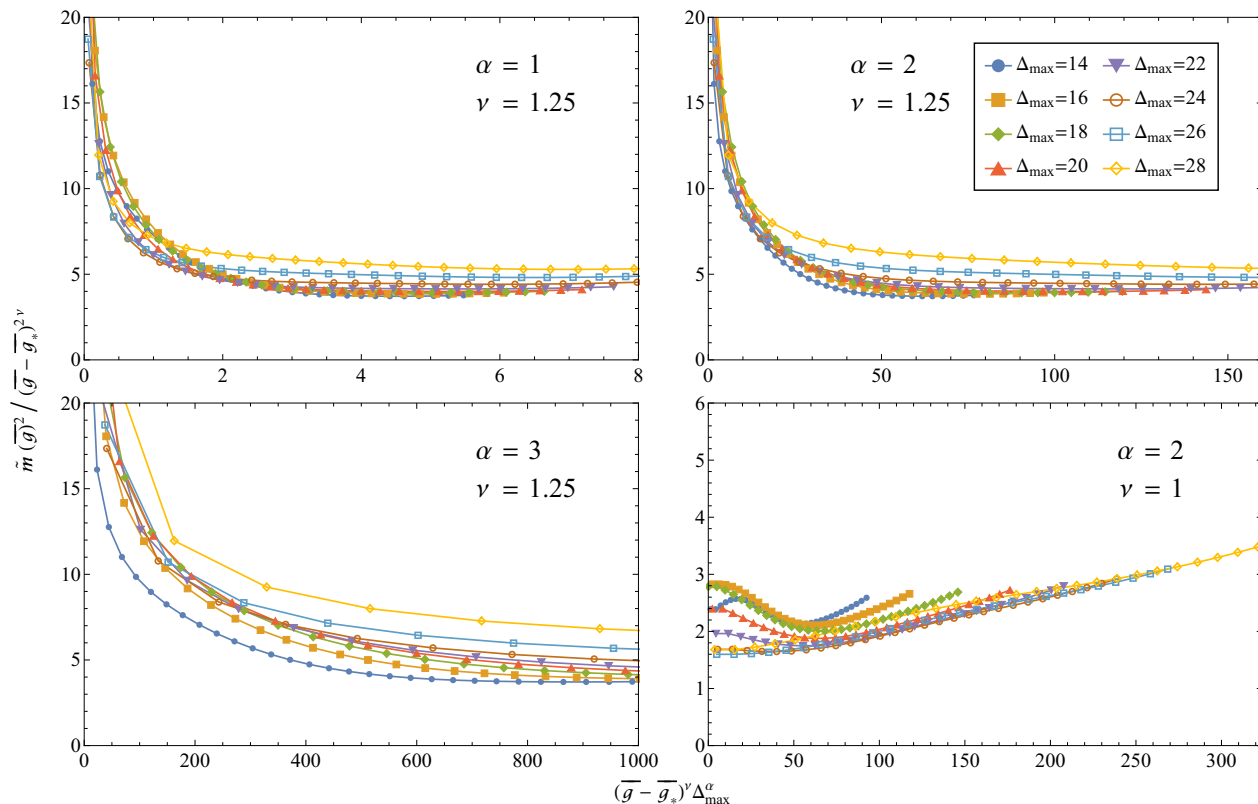 20
15
10
5
0
0 2 4 6 8
α = 1
ν = 1.25
20
15
10
5
0
0 50 100 150
α = 2
ν = 1.25
Δmax=14 Δmax=22
Δmax=16 Δmax=24
Δmax=18 Δmax=26
Δmax=20 Δmax=28
20
15
10
5
0
0 200 400 600 800 1000
α = 3
ν = 1.25
6
5
4
3
2
1
0
0 50 100 150 200 250 300
α = 2
ν = 1
m̃ (g̅)² / (g̅ − g̅∗)²ᵛ
(g̅ − g̅∗)ᵛ Δᵅmax